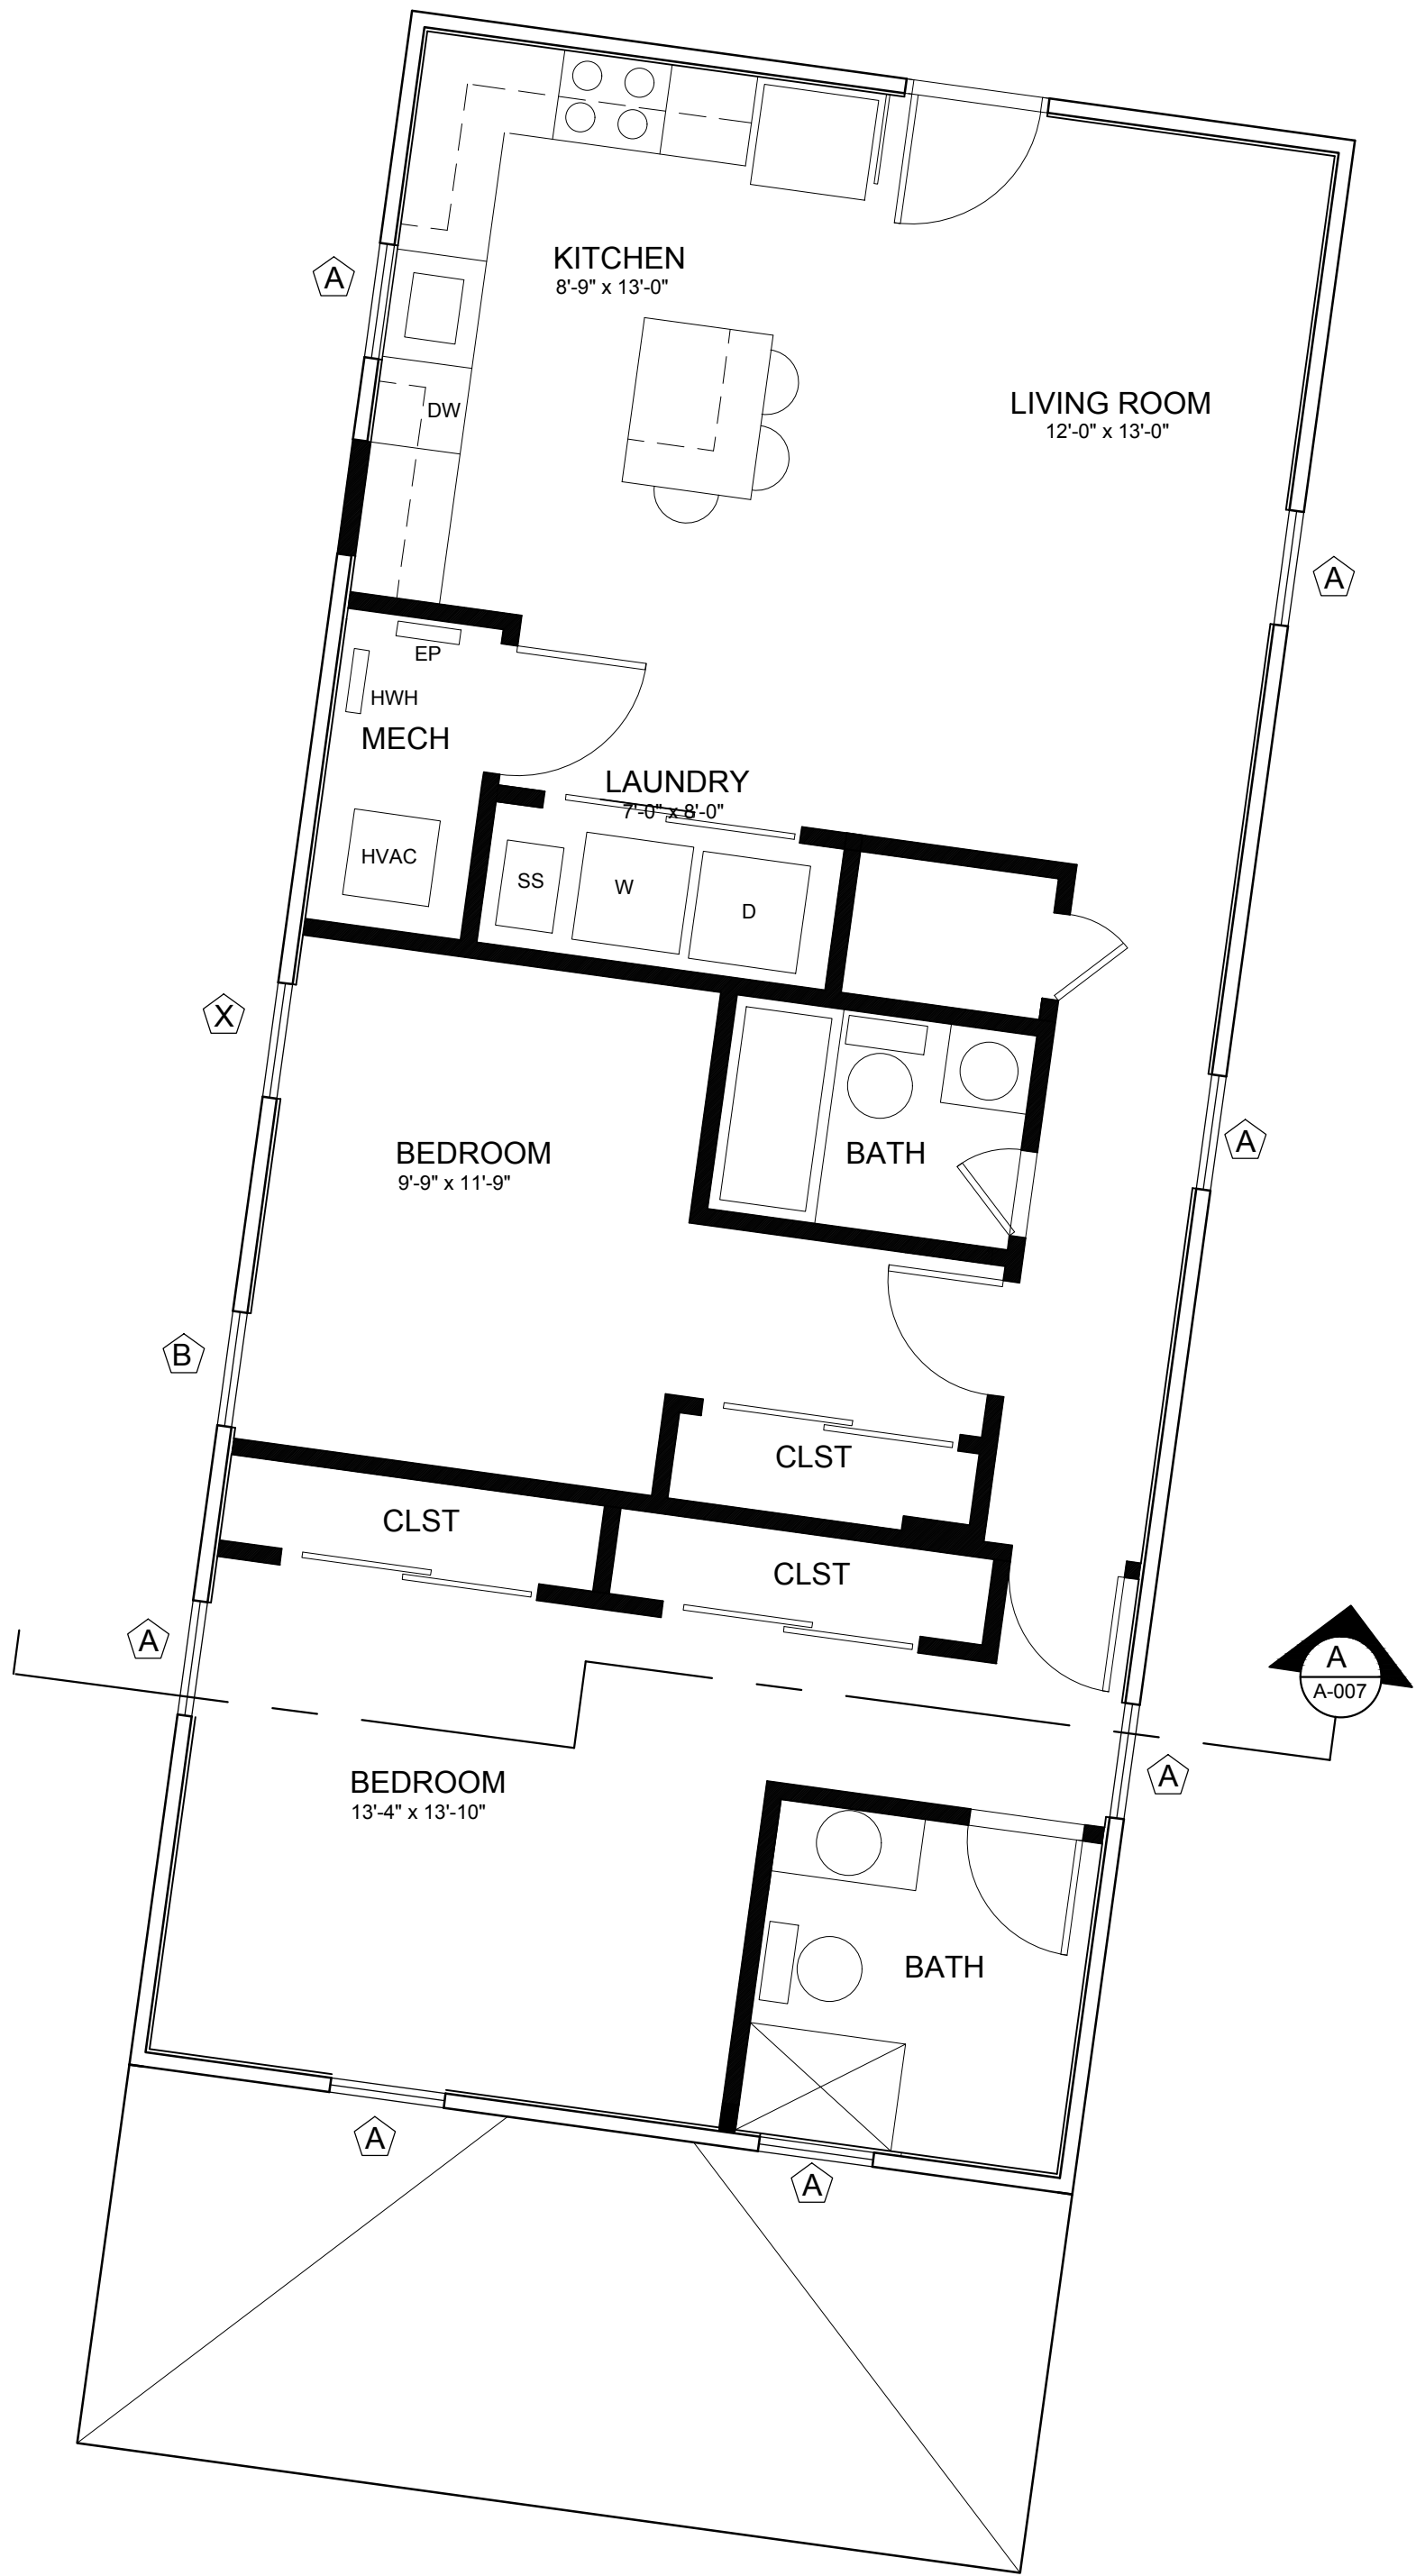 KITCHEN
8'-9" x 13'-0"
A
LIVING ROOM
12'-0" x 13'-0"
DW
A
EP
HWH
MECH
LAUNDRY
7'-0" x 8'-0"
HVAC
SS
W
D
X
A
BEDROOM
9'-9" x 11'-9"
BATH
B
CLST
CLST
CLST
A
A
A-007
A
BEDROOM
13'-4" x 13'-10"
BATH
A
A